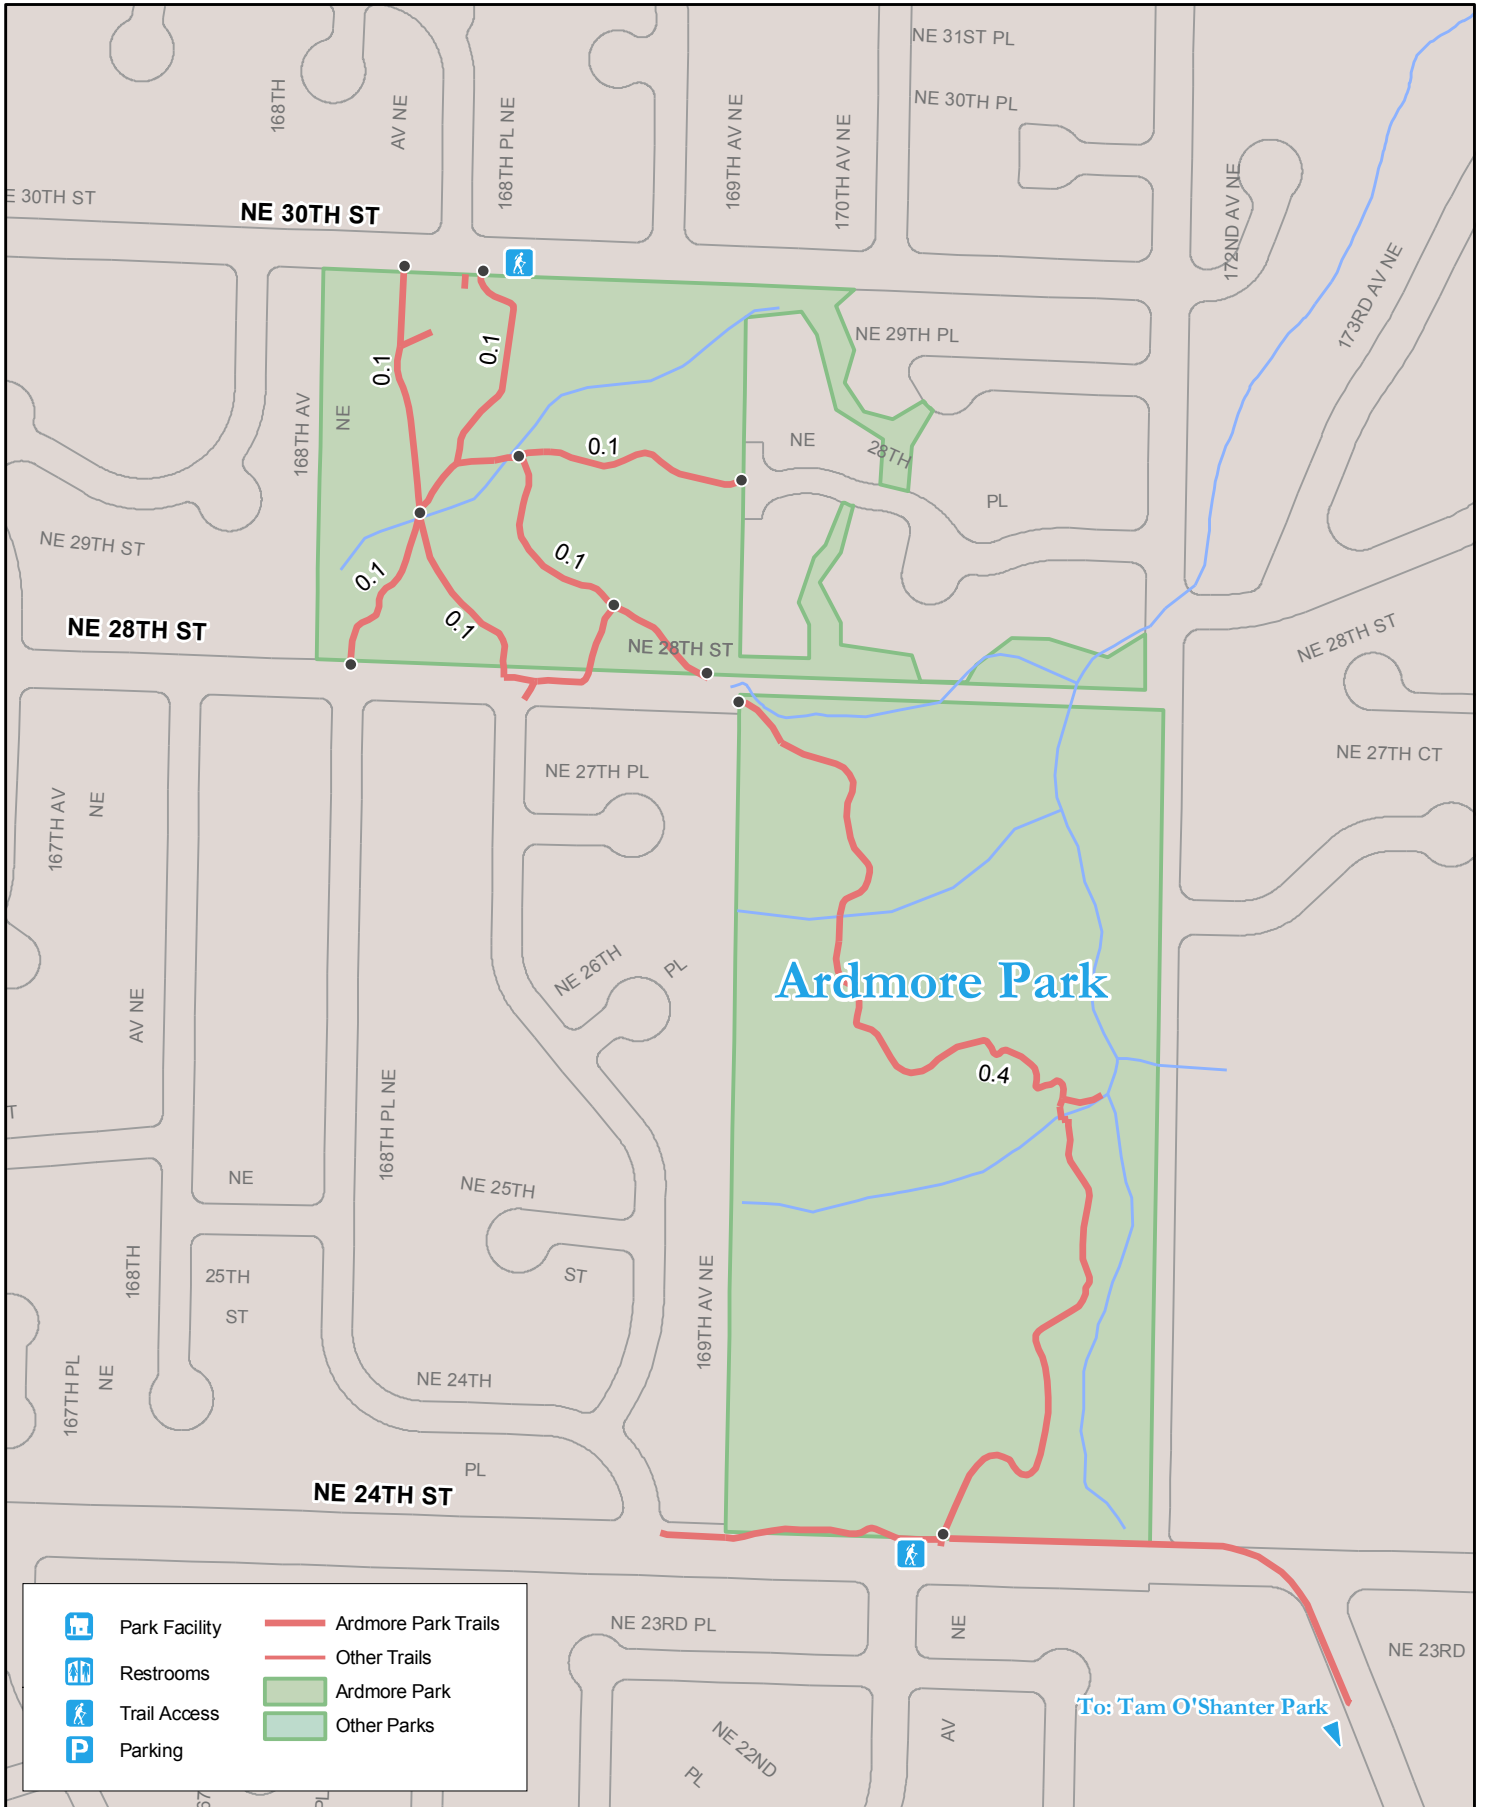 NE 31ST PL
NE 30TH PL
168TH
AV NE
168TH PL NE
169TH AV NE
170TH AV NE
172ND AV NE
173RD AV NE
E 30TH ST
NE 30TH ST
NE 29TH PL
0.1
0.1
168TH AV
NE
0.1
NE
28TH
PL
NE 29TH ST
0.1
0.1
0.1
NE 28TH ST
NE 28TH ST
NE 28TH ST
NE 27TH PL
NE 27TH CT
167TH AV
NE
NE 26TH
PL
Ardmore Park
AV NE
0.4
168TH PL NE
T
NE
NE 25TH
168TH
25TH
ST
ST
169TH AV NE
167TH PL
NE
NE 24TH
PL
NE 24TH ST
NE 23RD PL
NE
NE 23RD
AV
NE 22ND
PL
To: Tam O'Shanter Park
Park Facility
Restrooms
Trail Access
P
Parking
Ardmore Park Trails
Other Trails
Ardmore Park
Other Parks
67
PL